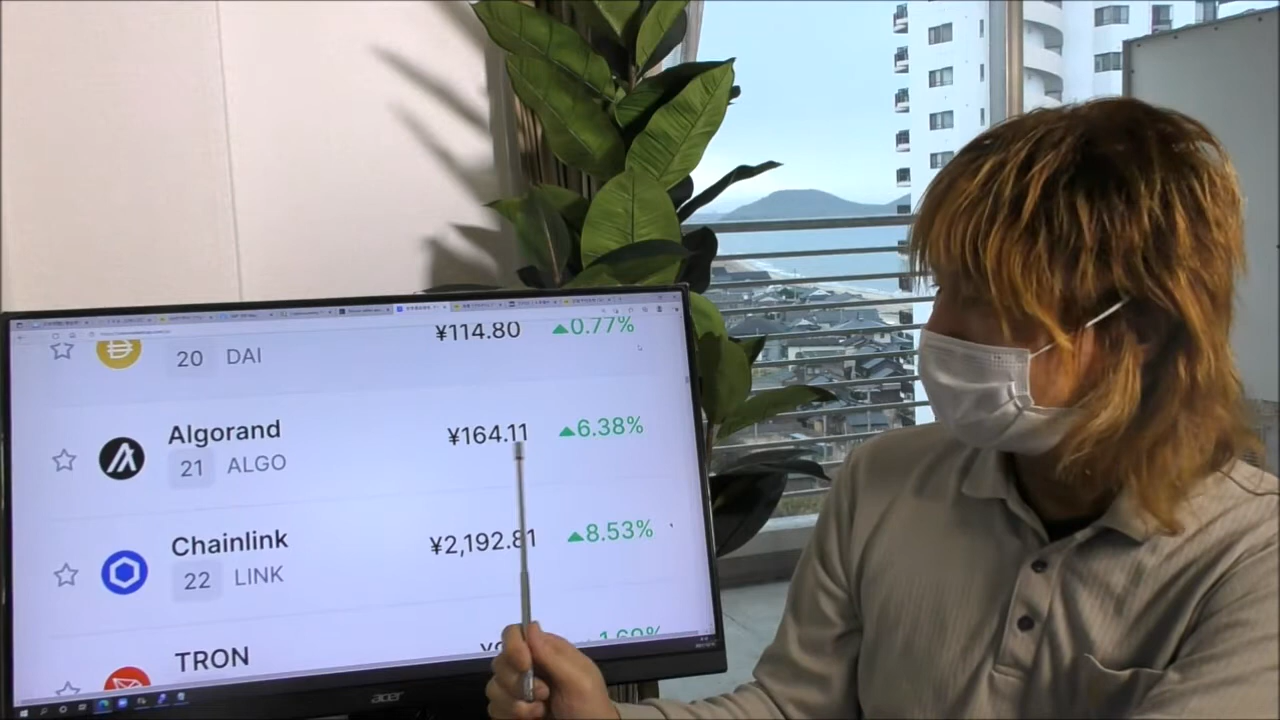 ¥114.80 ▲0.77%
20 DAI
Algorand
¥164.11 ▲6.38%
21 ALGO
Chainlink
¥2,192.81 ▲8.53%
22 LINK
TRON
acer